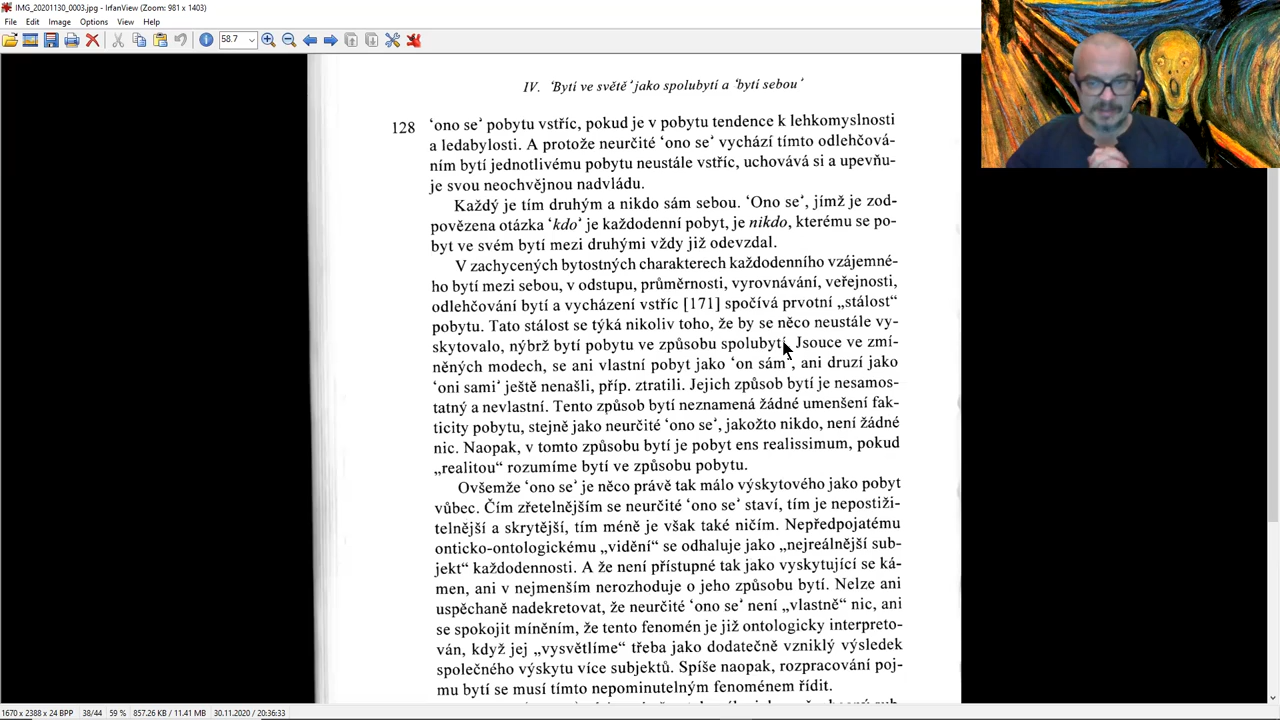 IMG_20201130_0003.jpg - IrfanView (Zoom: 981 x 1403)
File Edit Image Options View Help
58.7
IV. ‘Bytí ve světě’ jako spolubytí a ‘bytí sebou’
128 ‘ono se’ pobytu vstříc, pokud je v pobytu tendence k lehkomyslnosti
a ledabylosti. A protože neurčité ‘ono se’ vychází tímto odlehčová-
ním bytí jednotlivému pobytu neustále vstříc, uchovává si a upevňu-
je svou neochvějnou nadvládu.
Každý je tím druhým a nikdo sám sebou. ‘Ono se’, jímž je zod-
povězena otázka ‘kdo’ je každodenní pobyt, je nikdo, kterému se po-
byt ve svém bytí mezi druhými vždy již odevzdal.
V zachycených bytostných charakterech každodenního vzájemné-
ho bytí mezi sebou, v odstupu, průměrnosti, vyrovnávání, veřejnosti,
odlehčování bytí a vycházení vstříc [171] spočívá prvotní „stálost“
pobytu. Tato stálost se týká nikoliv toho, že by se něco neustále vy-
skytovalo, nýbrž bytí pobytu ve způsobu spolubytí. Jsouce ve zmí-
něných modech, se ani vlastní pobyt jako ‘on sám’, ani druzí jako
‘oni sami’ ještě nenašli, příp. ztratili. Jejich způsob bytí je nesamos-
tatný a nevlastní. Tento způsob bytí neznamená žádné umenšení fak-
ticity pobytu, stejně jako neurčité ‘ono se’, jakožto nikdo, není žádné
nic. Naopak, v tomto způsobu bytí je pobyt ens realissimum, pokud
„realitou“ rozumíme bytí ve způsobu pobytu.
Ovšemže ‘ono se’ je něco právě tak málo výskytového jako pobyt
vůbec. Čím zřetelnějším se neurčité ‘ono se’ staví, tím je nepostiži-
telnější a skrytější, tím méně je však také ničím. Nepředpojatému
onticko-ontologickému „vidění“ se odhaluje jako „nejreálnější sub-
jekt“ každodennosti. A že není přístupné tak jako vyskytující se ká-
men, ani v nejmenším nerozhoduje o jeho způsobu bytí. Nelze ani
uspěchaně nadekretovat, že neurčité ‘ono se’ není „vlastně“ nic, ani
se spokojit míněním, že tento fenomén je již ontologicky interpreto-
ván, když jej „vysvětlíme“ třeba jako dodatečně vzniklý výsledek
společného výskytu více subjektů. Spíše naopak, rozpracování poj-
mu bytí se musí tímto nepominutelným fenoménem řídit.
1670 x 2388 x 24 BPP 38/44 59 % 857.26 KB / 11.41 MB 30.11.2020 / 20:36:33